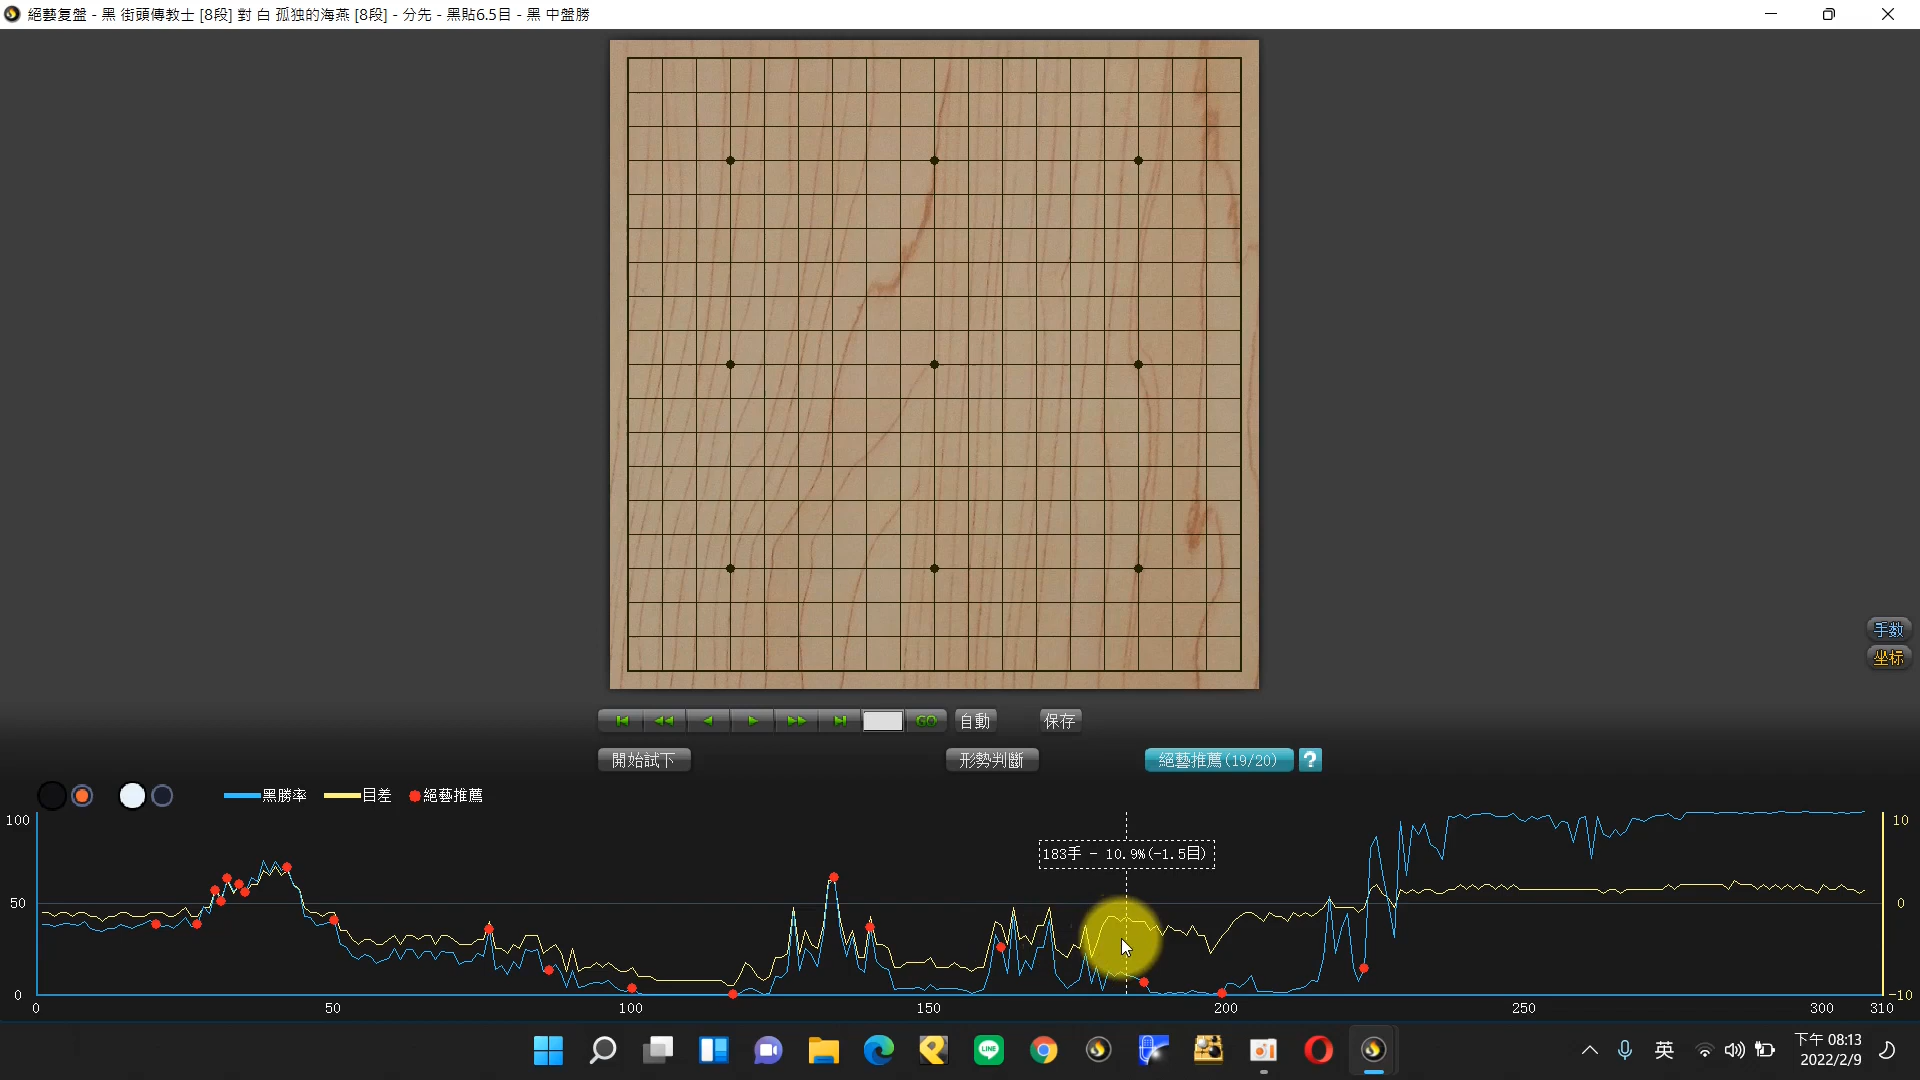 絕藝复盤 - 黑 街頭傳教士 [8段] 對 白 孤独的海燕 [8段] - 分先 - 黑貼6.5目 - 黑 中盤勝
手数
坐标
GO 自動 保存
開始試下 形勢判斷 絕藝推薦(19/20) ?
黑勝率 目差 絕藝推薦
100 10
183手 - 10.9%(-1.5目)
50 0
0 -10
0 50 100 150 200 250 300 310
LINE
英
下午 08:13
2022/2/9